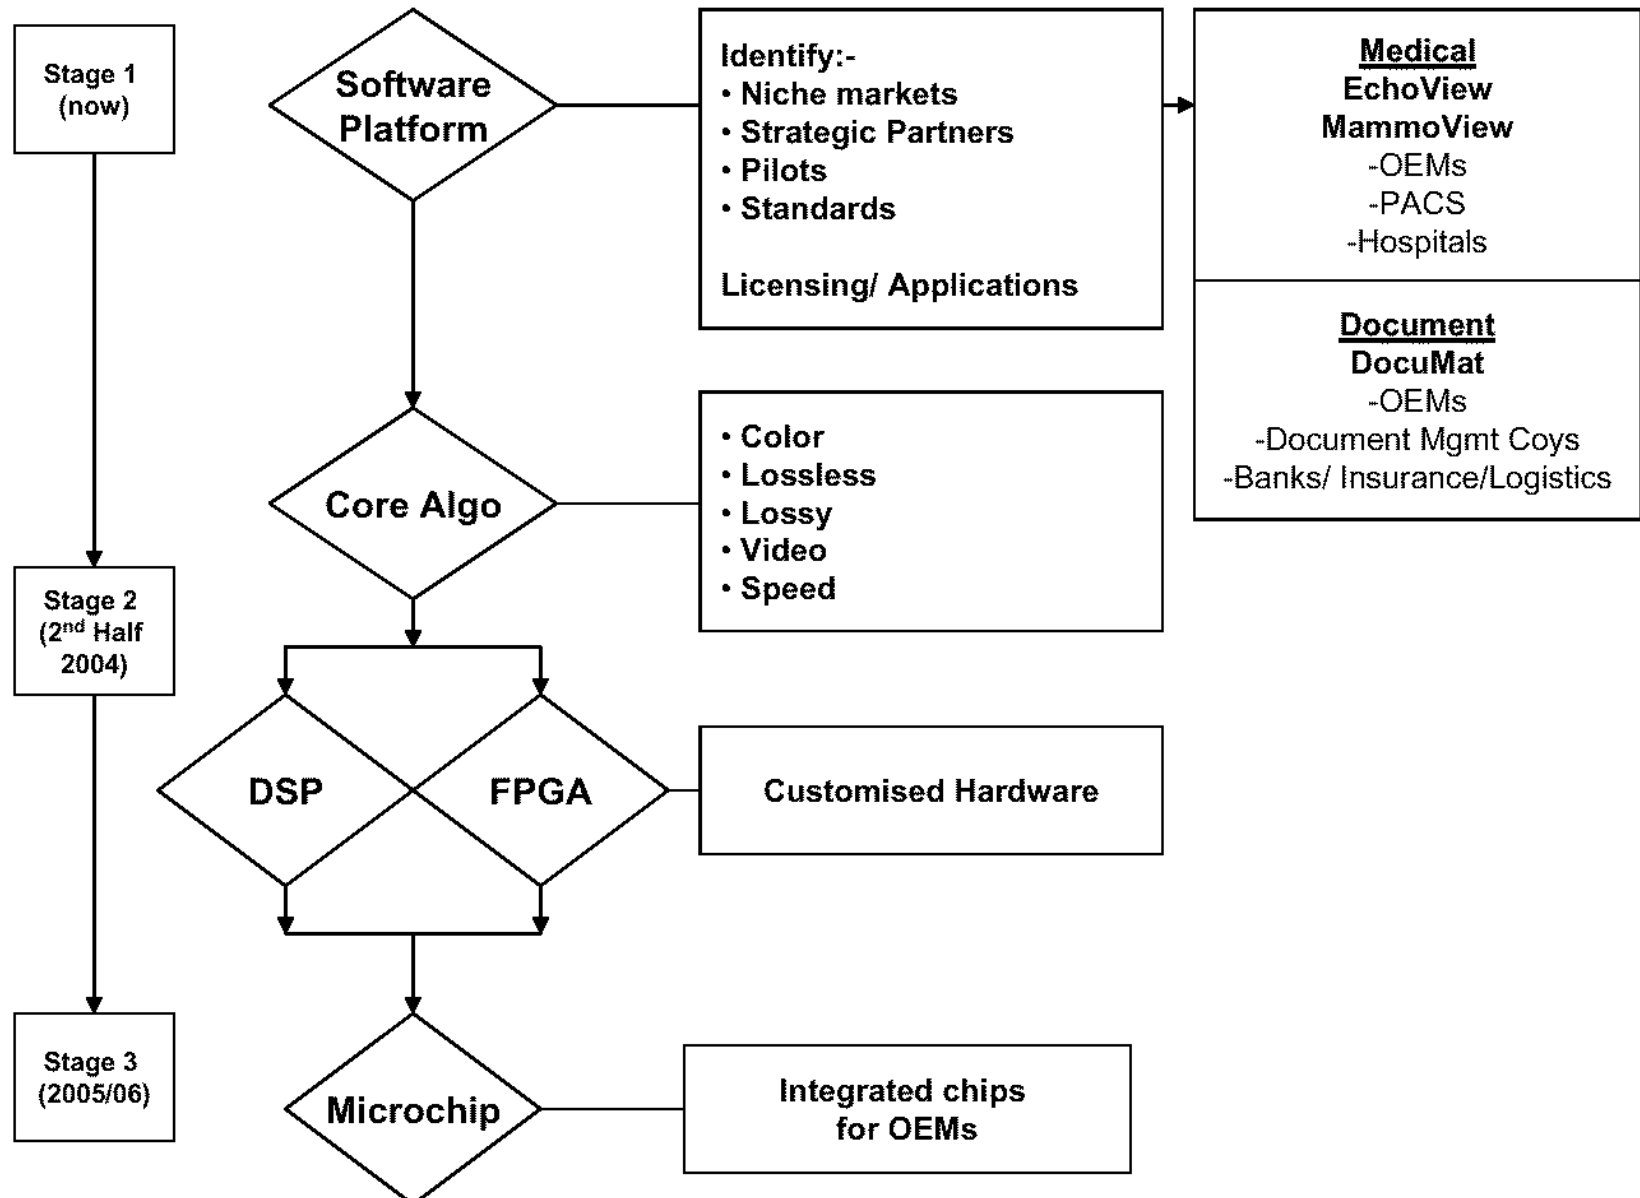 Stage 1
(now)
Software
Platform
Identify:-
• Niche markets
• Strategic Partners
• Pilots
• Standards
Licensing/ Applications
Medical
EchoView
MammoView
-OEMs
-PACS
-Hospitals
Document
DocuMat
-OEMs
-Document Mgmt Coys
-Banks/ Insurance/Logistics
Core Algo
• Color
• Lossless
• Lossy
• Video
• Speed
Stage 2
(2nd Half
2004)
DSP
FPGA
Customised Hardware
Stage 3
(2005/06)
Microchip
Integrated chips
for OEMs